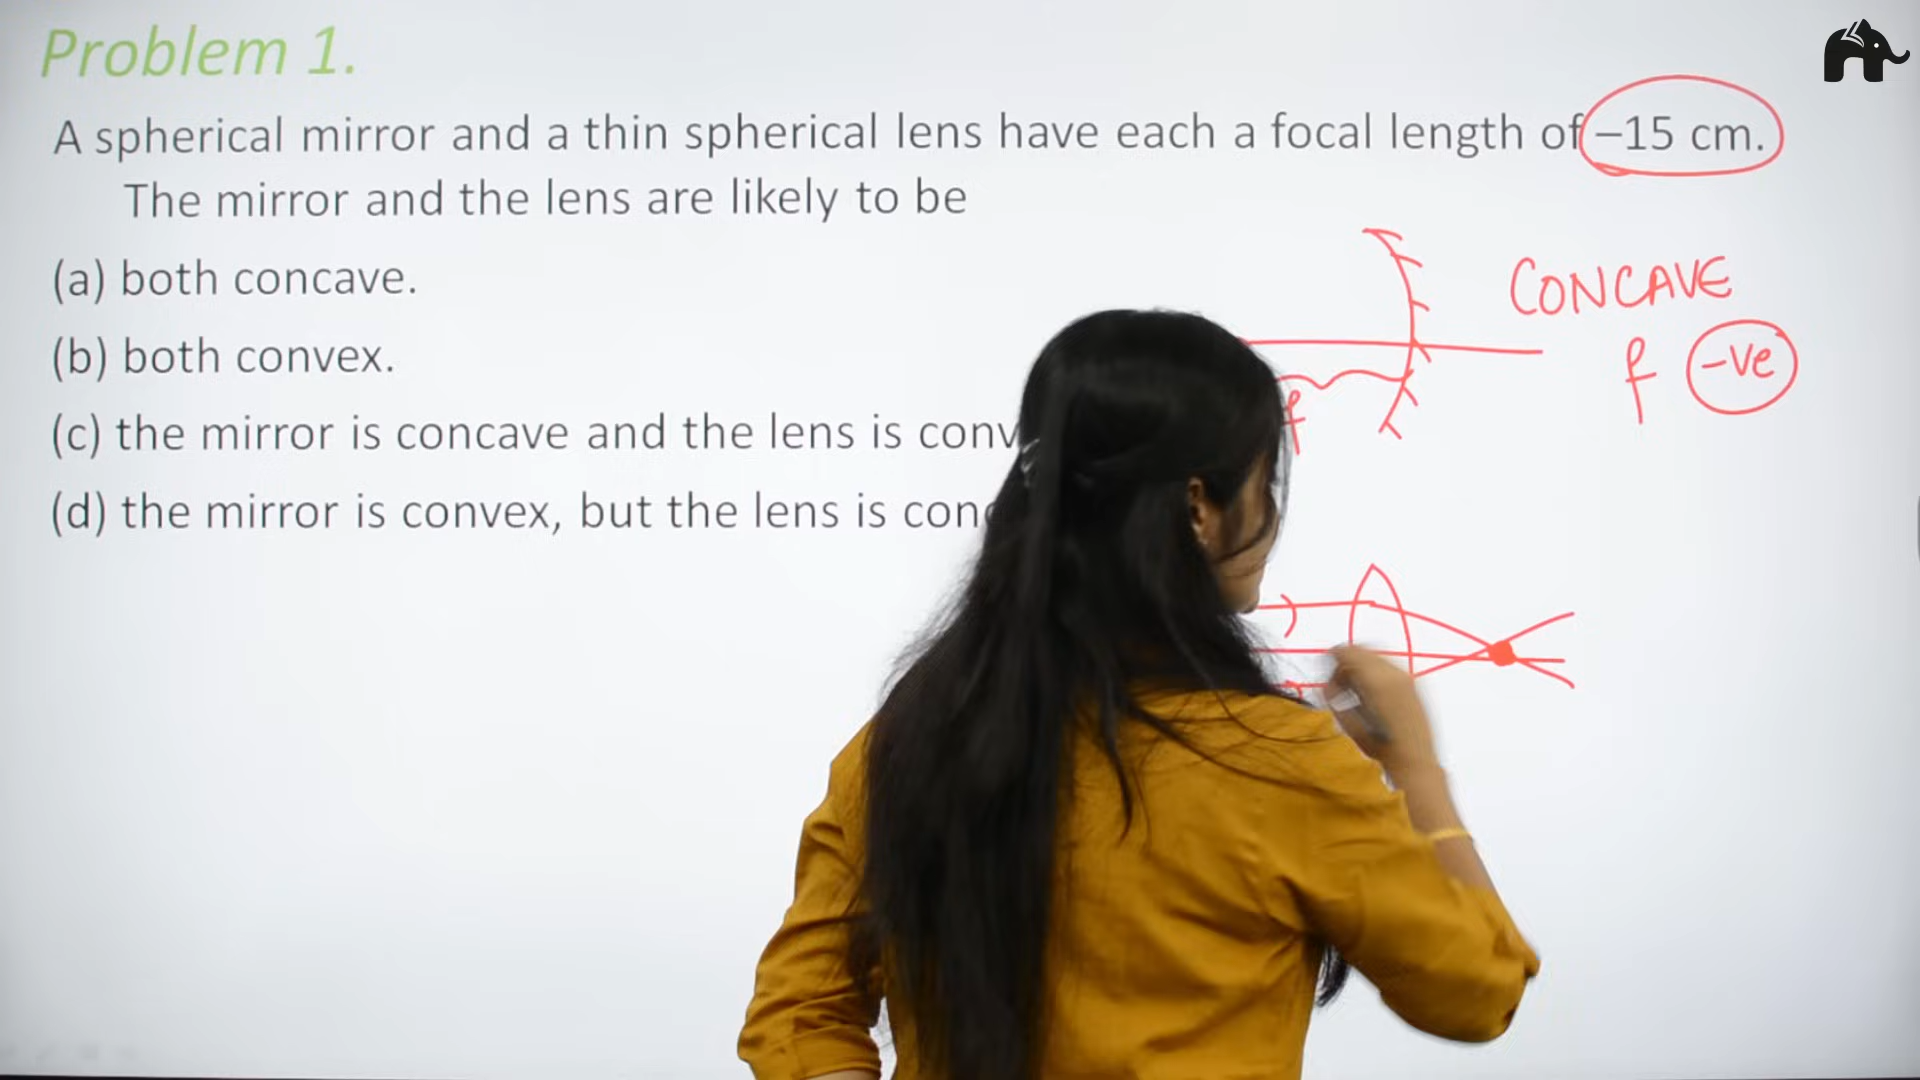 Problem 1.
A spherical mirror and a thin spherical lens have each a focal length of –15 cm.
The mirror and the lens are likely to be
(a) both concave.
(b) both convex.
(c) the mirror is concave and the lens is
(d) the mirror is convex, but the lens is
CONCAVE
f -ve
f